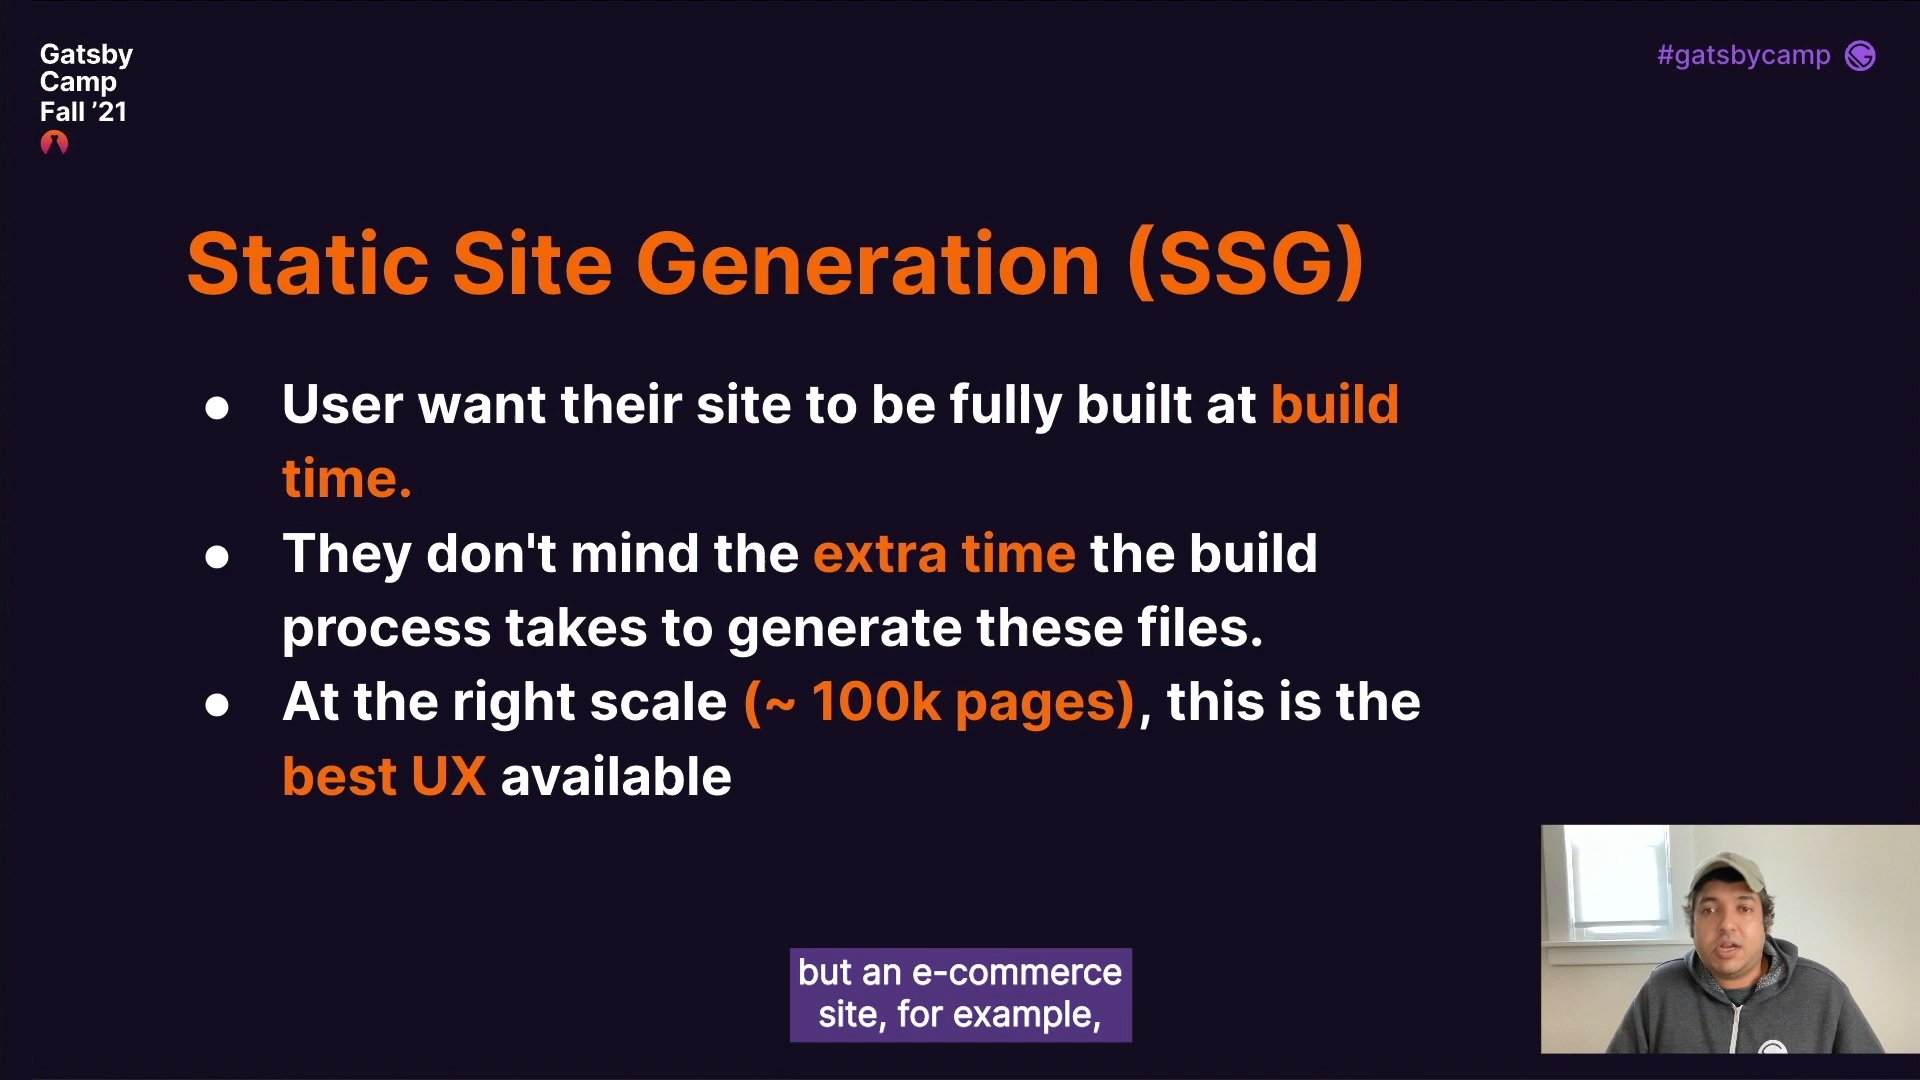 Gatsby
Camp
Fall ’21
#gatsbycamp
Static Site Generation (SSG)
● User want their site to be fully built at build
time.
● They don't mind the extra time the build
process takes to generate these files.
● At the right scale (~ 100k pages), this is the
best UX available
but an e-commerce
site, for example,